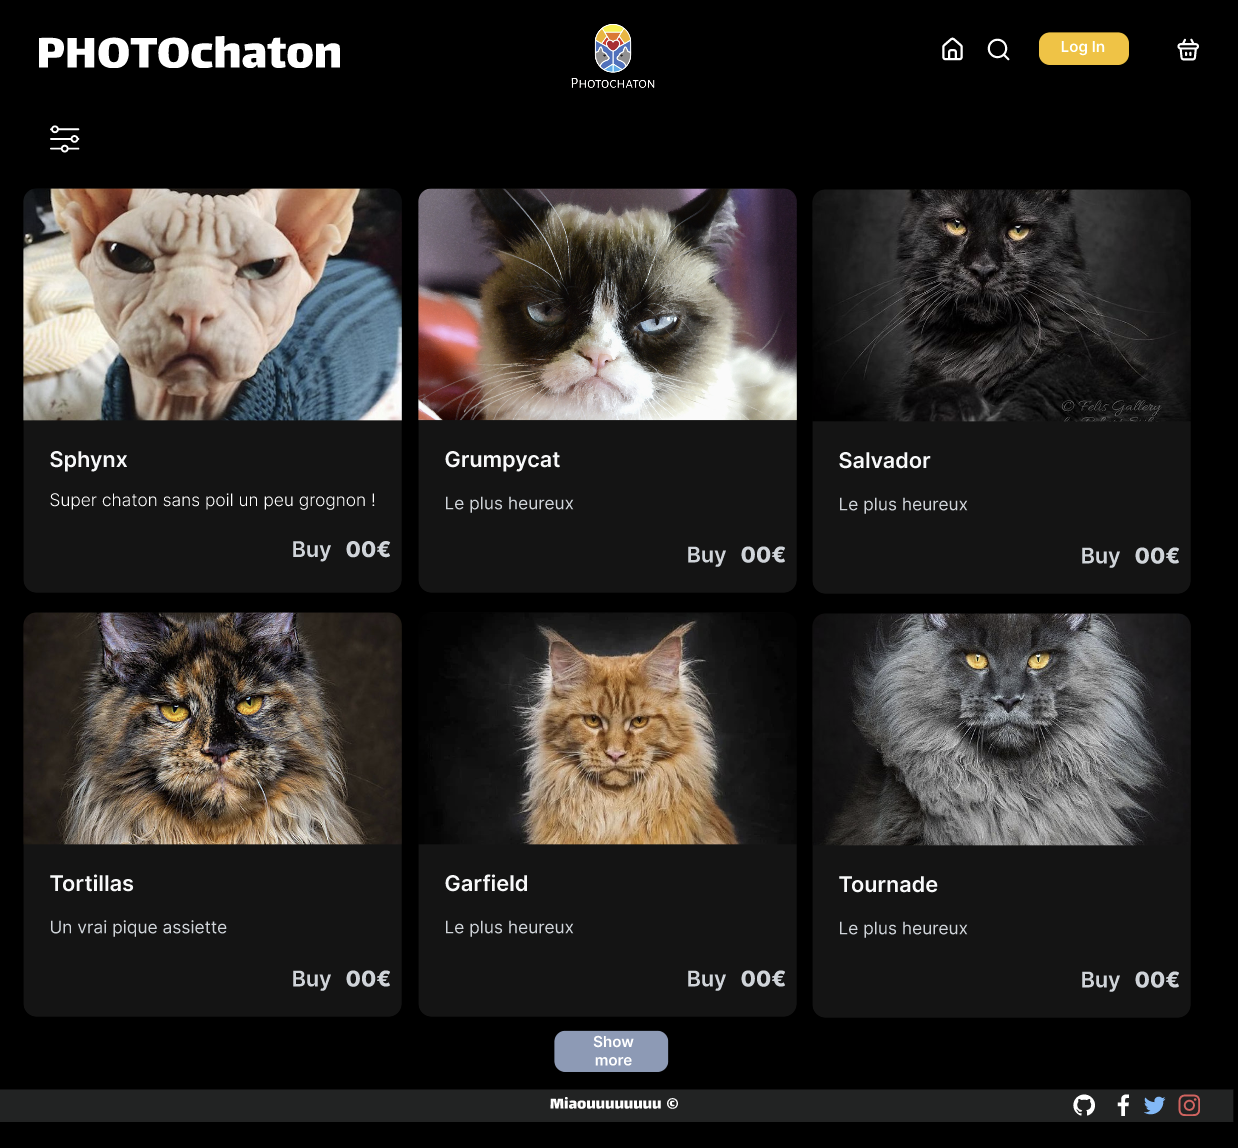 PHOTOchaton
PHOTOCHATON
Log In
© Felis Gallery
Sphynx
Super chaton sans poil un peu grognon !
Buy 00€
Grumpycat
Le plus heureux
Buy 00€
Salvador
Le plus heureux
Buy 00€
Tortillas
Un vrai pique assiette
Buy 00€
Garfield
Le plus heureux
Buy 00€
Tournade
Le plus heureux
Buy 00€
Show
more
Miaouuuuuuuuu ©